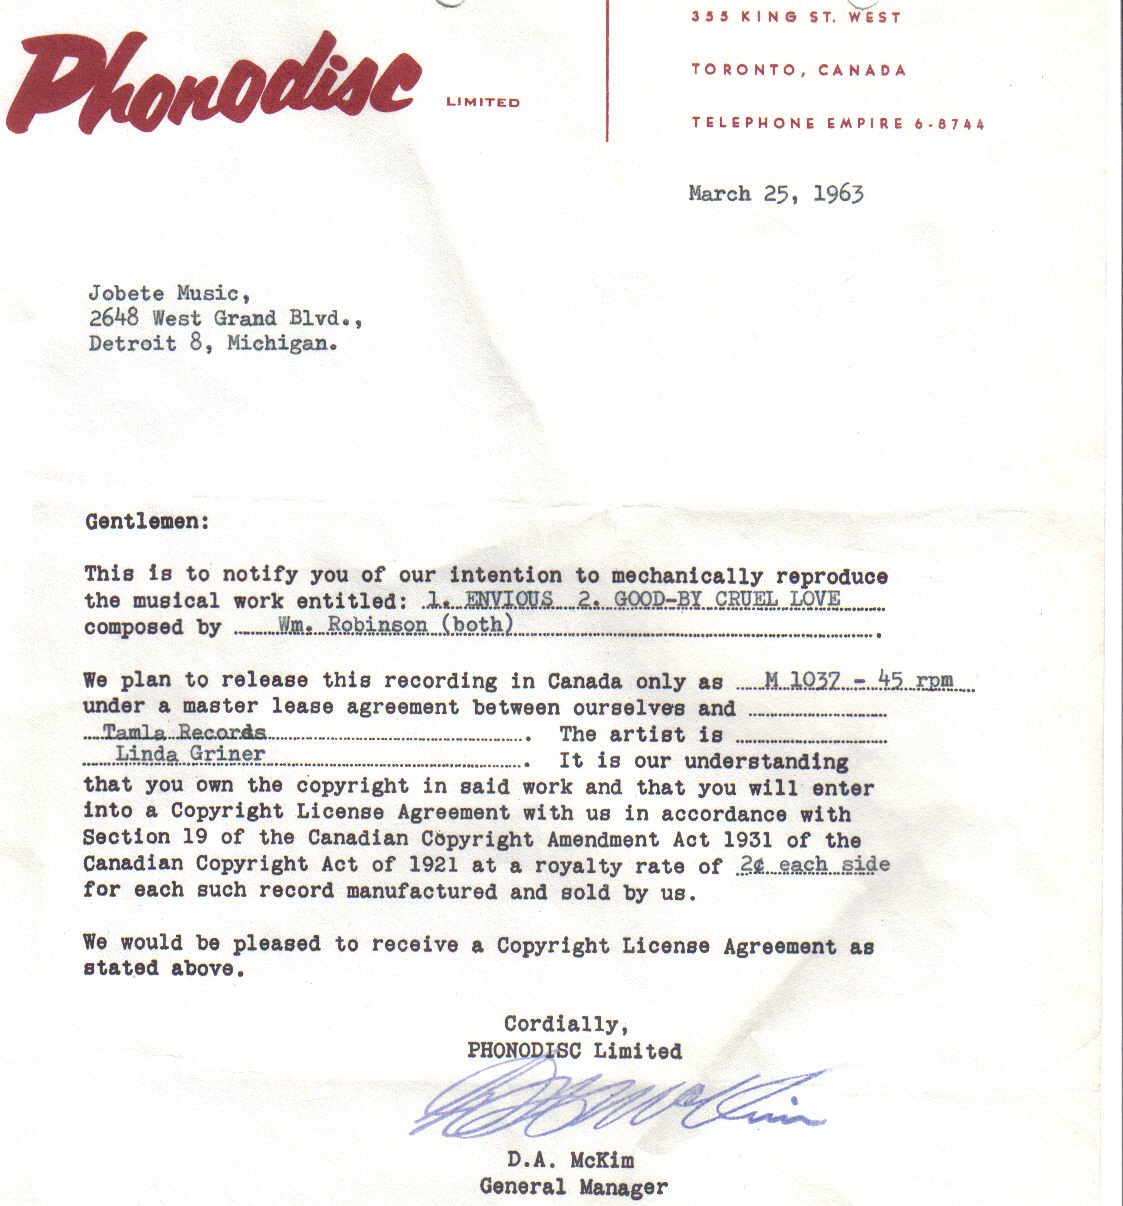 Phonodisc LIMITED
355 KING ST. WEST
TORONTO, CANADA
TELEPHONE EMPIRE 6-8744
March 25, 1963
Jobete Music,
2648 West Grand Blvd.,
Detroit 8, Michigan.
Gentlemen:
This is to notify you of our intention to mechanically reproduce
the musical work entitled: 1. ENVIOUS 2. GOOD-BY CRUEL LOVE
composed by Wm. Robinson (both).
We plan to release this recording in Canada only as M 1037 - 45 rpm
under a master lease agreement between ourselves and
Tamla Records. The artist is
Linda Griner. It is our understanding
that you own the copyright in said work and that you will enter
into a Copyright License Agreement with us in accordance with
Section 19 of the Canadian Copyright Amendment Act 1931 of the
Canadian Copyright Act of 1921 at a royalty rate of 2¢ each side
for each such record manufactured and sold by us.
We would be pleased to receive a Copyright License Agreement as
stated above.
Cordially,
PHONODISC Limited
D A McKim
D.A. McKim
General Manager